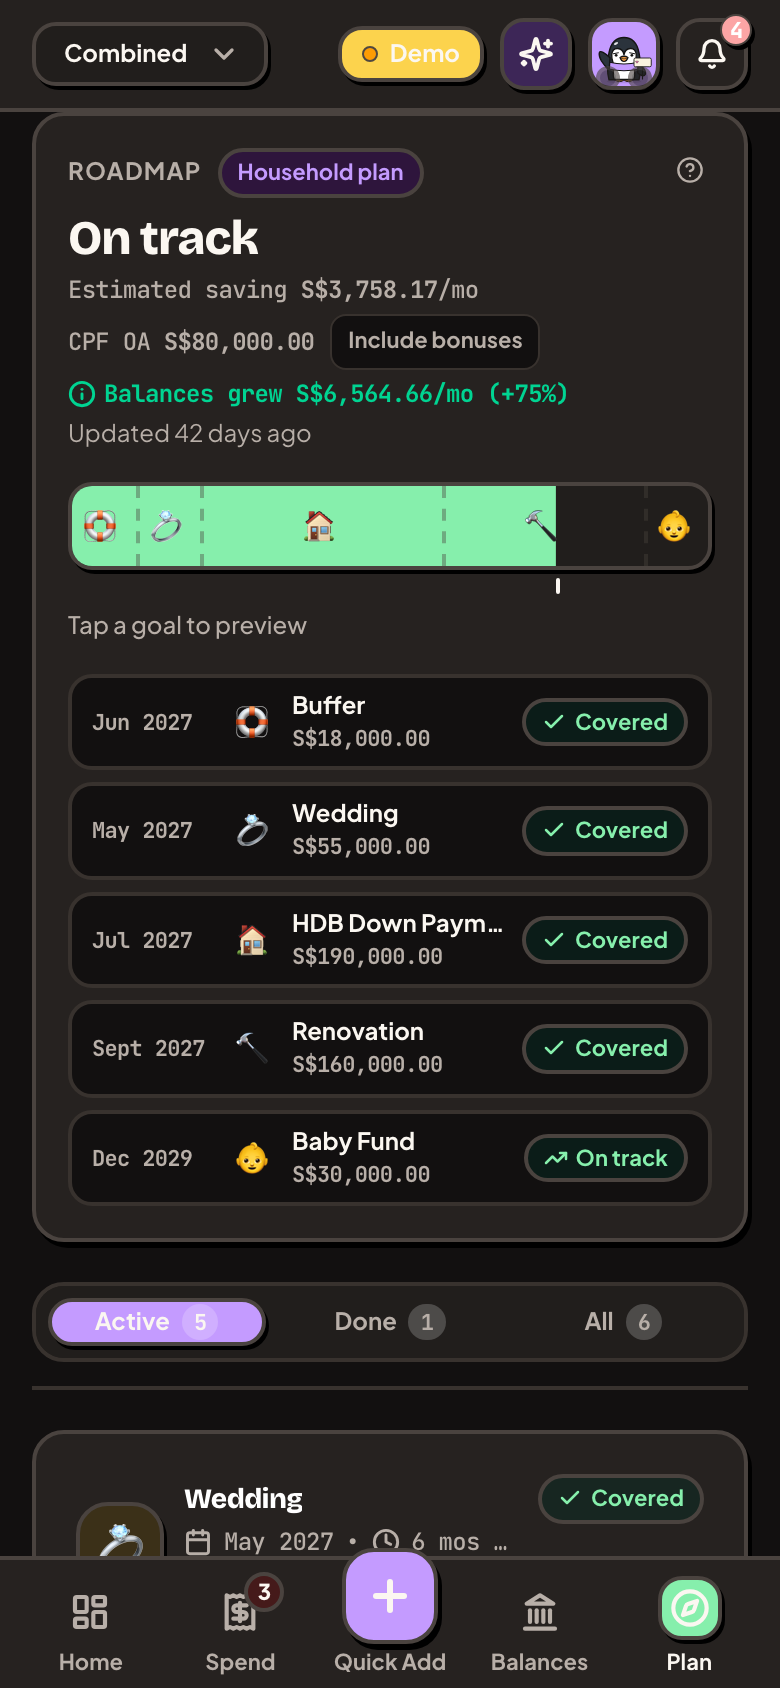 Combined
Demo
4
ROADMAP
Household plan
On track
Estimated saving S$3,758.17/mo
CPF OA S$80,000.00
Include bonuses
Balances grew S$6,564.66/mo (+75%)
Updated 42 days ago
Tap a goal to preview
Jun 2027
Buffer
S$18,000.00
Covered
May 2027
Wedding
S$55,000.00
Covered
Jul 2027
HDB Down Paym…
S$190,000.00
Covered
Sept 2027
Renovation
S$160,000.00
Covered
Dec 2029
Baby Fund
S$30,000.00
On track
Active 5
Done 1
All 6
Wedding
Covered
May 2027 • 6 mos …
3
Home
Spend
Quick Add
Balances
Plan